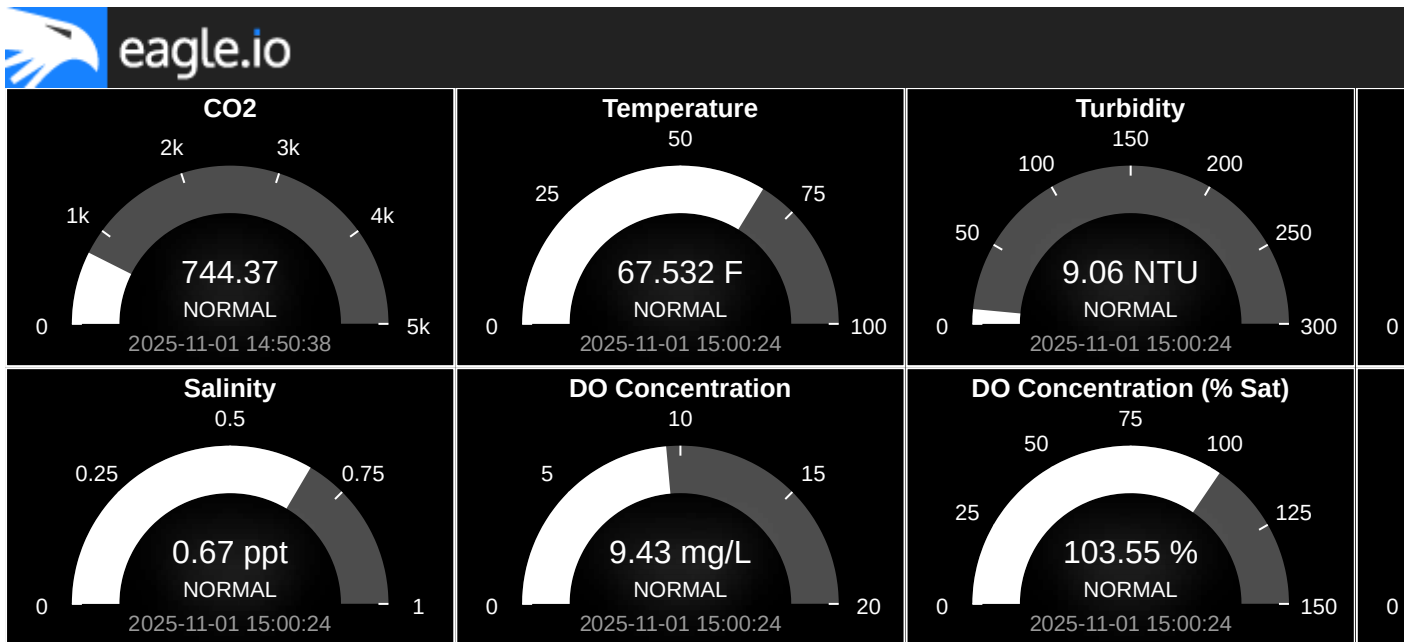 eagle.io
CO2
2k 3k
1k 4k
744.37
NORMAL
0 5k
2025-11-01 14:50:38
Temperature
50
25 75
67.532 F
NORMAL
0 100
2025-11-01 15:00:24
Turbidity
150
100 200
50 250
9.06 NTU
NORMAL
0 300
2025-11-01 15:00:24
0
Salinity
0.5
0.25 0.75
0.67 ppt
NORMAL
0 1
2025-11-01 15:00:24
DO Concentration
10
5 15
9.43 mg/L
NORMAL
0 20
2025-11-01 15:00:24
DO Concentration (% Sat)
75
50 100
25 125
103.55 %
NORMAL
0 150
2025-11-01 15:00:24
0